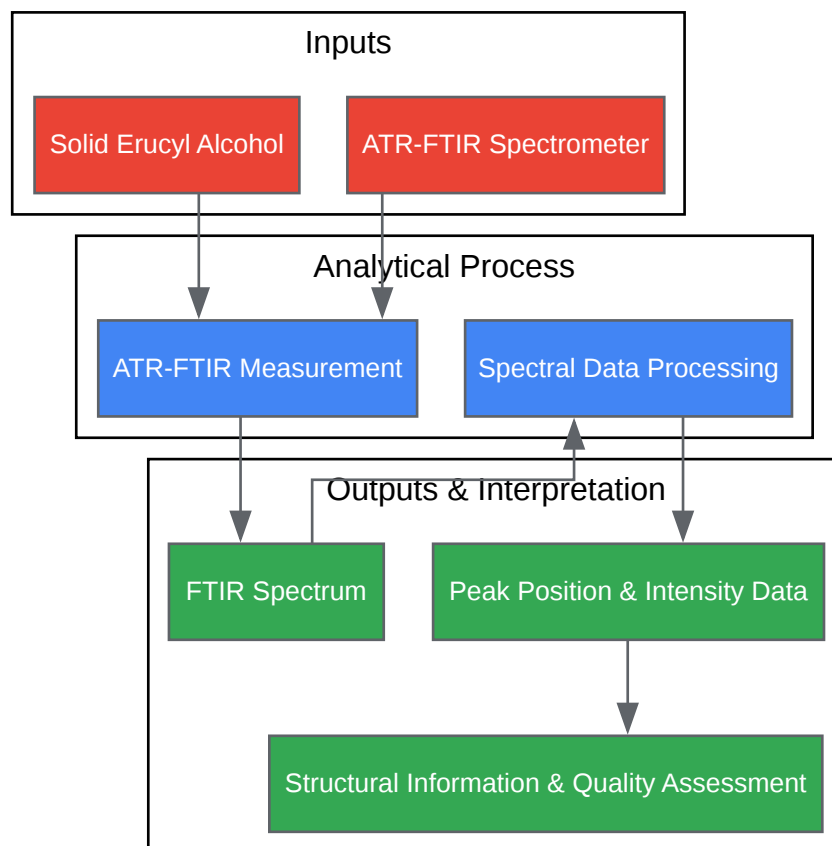 Inputs
Solid Erucyl Alcohol
ATR-FTIR Spectrometer
Analytical Process
ATR-FTIR Measurement
Spectral Data Processing
Outputs & Interpretation
FTIR Spectrum
Peak Position & Intensity Data
Structural Information & Quality Assessment